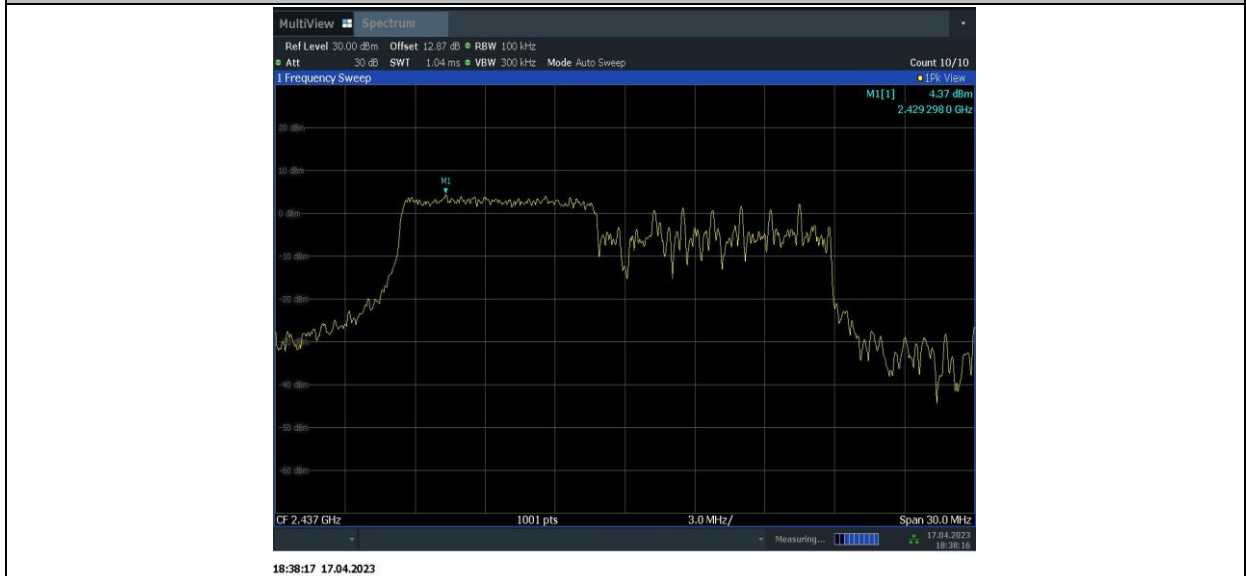 MultiView Spectrum
Ref Level 30.00 dBm Offset 12.87 dB RBW 100 kHz
Att 30 dB SWT 1.04 ms VBW 300 kHz Mode Auto Sweep Count 10/10
1 Frequency Sweep 1Pk View
M1[1] 4.37 dBm
2.429 298 0 GHz
20 dBm
10 dBm
M1
0 dBm
-10 dBm
-20 dBm
-40 dBm
-50 dBm
-60 dBm
CF 2.437 GHz 1001 pts 3.0 MHz/ Span 30.0 MHz
Measuring... 17.04.2023
18:38:16
18:38:17 17.04.2023